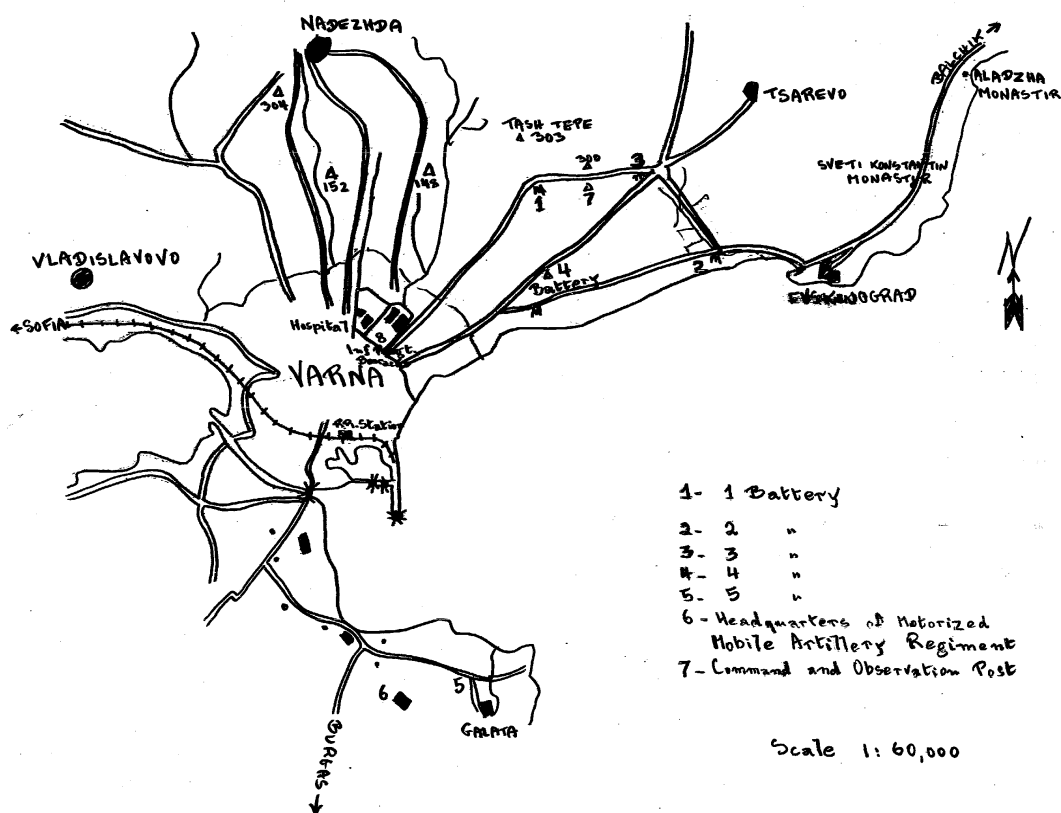 NADEZHDA
304
152
143
TASH TEPE
303
300
3
1
7
TSAREVO
BALCHIK
ALADZHA
MONASTIR
SVETI KONSTANTIN
MONASTIR
VLADISLAVOVO
SOFIA
Hospital
8
VARNA
R.R. Station
4
Battery
2
1- 1 Battery
2- 2 "
3- 3 "
4- 4 "
5- 5 "
6- Headquarters of Motorized
Mobile Artillery Regiment
7- Command and Observation Post
5
6
GALATA
BURGAS
Scale 1: 60,000
N